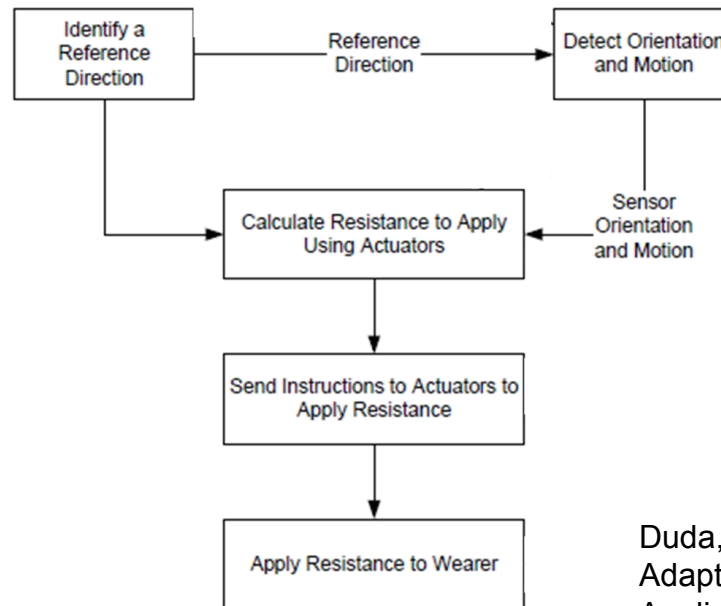 Identify a
Reference
Direction
Reference
Direction
Detect Orientation
and Motion
Calculate Resistance to Apply
Using Actuators
Sensor
Orientation
and Motion
Send Instructions to Actuators to
Apply Resistance
Apply Resistance to Wearer
Duda,
Adapt